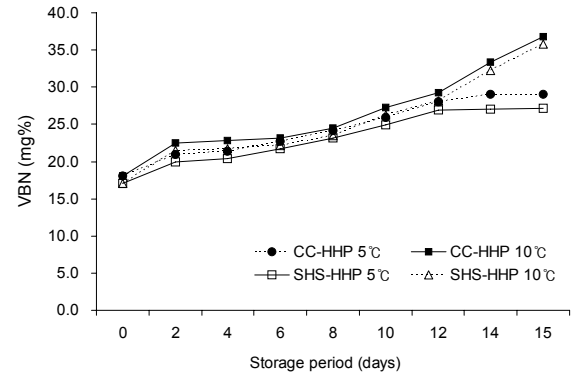 40.0
35.0
30.0
25.0
20.0
15.0
10.0
5.0
0.0
VBN (mg%)
CC-HHP 5℃
CC-HHP 10℃
SHS-HHP 5℃
SHS-HHP 10℃
0 2 4 6 8 10 12 14 15
Storage period (days)